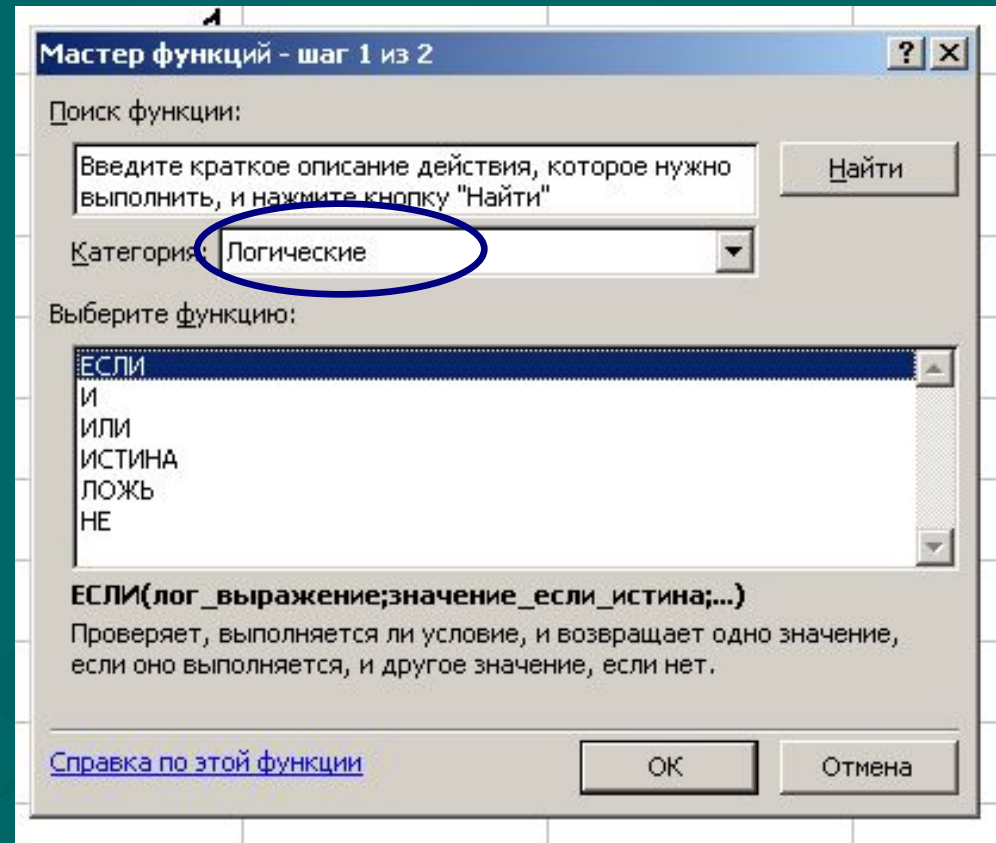 Мастер функций - шаг 1 из 2
Поиск функции:
Введите краткое описание действия, которое нужно
выполнить, и нажмите кнопку "Найти"
Найти
Категория: Логические
Выберите функцию:
ЕСЛИ
И
ИЛИ
ИСТИНА
ЛОЖЬ
НЕ
ЕСЛИ(лог_выражение;значение_если_истина;...)
Проверяет, выполняется ли условие, и возвращает одно значение,
если оно выполняется, и другое значение, если нет.
Справка по этой функции
ОК
Отмена